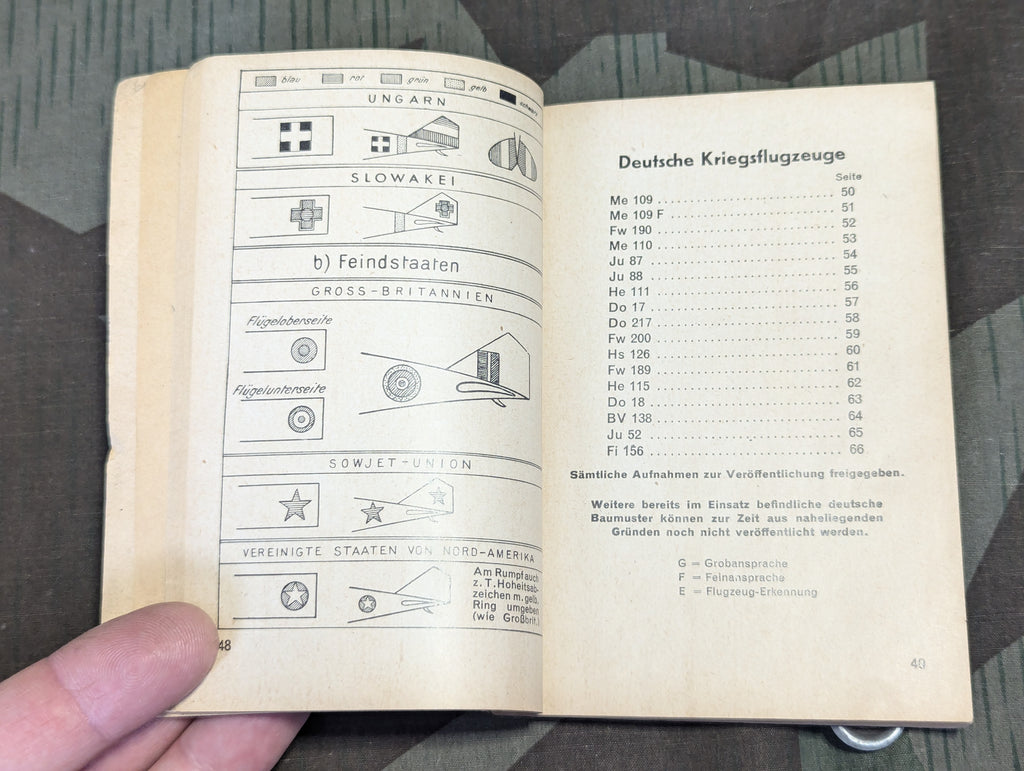 blau rot grün gelb schwarz
UNGARN
SLOWAKEI
b) Feindstaaten
GROSS-BRITANNIEN
Flügeloberseite
Flügelunterseite
SOWJET-UNION
VEREINIGTE STAATEN VON NORD-AMERIKA
Am Rumpf auch
z. T. Hoheitsab-
zeichen m. gelb.
Ring umgeben
(wie Großbrit.)
48
Deutsche Kriegsflugzeuge
Seite
Me 109 . . . . . . . . . . . . . . . . . . . . 50
Me 109 F . . . . . . . . . . . . . . . . . . . . 51
Fw 190 . . . . . . . . . . . . . . . . . . . . 52
Me 110 . . . . . . . . . . . . . . . . . . . . 53
Ju 87 . . . . . . . . . . . . . . . . . . . . 54
Ju 88 . . . . . . . . . . . . . . . . . . . . 55
He 111 . . . . . . . . . . . . . . . . . . . . 56
Do 17 . . . . . . . . . . . . . . . . . . . . 57
Do 217 . . . . . . . . . . . . . . . . . . . . 58
Fw 200 . . . . . . . . . . . . . . . . . . . . 59
Hs 126 . . . . . . . . . . . . . . . . . . . . 60
Fw 189 . . . . . . . . . . . . . . . . . . . . 61
He 115 . . . . . . . . . . . . . . . . . . . . 62
Do 18 . . . . . . . . . . . . . . . . . . . . 63
BV 138 . . . . . . . . . . . . . . . . . . . . 64
Ju 52 . . . . . . . . . . . . . . . . . . . . 65
Fi 156 . . . . . . . . . . . . . . . . . . . . 66
Sämtliche Aufnahmen zur Veröffentlichung freigegeben.
Weitere bereits im Einsatz befindliche deutsche
Baumuster können zur Zeit aus naheliegenden
Gründen noch nicht veröffentlicht werden.
G = Grobansprache
F = Feinansprache
E = Flugzeug-Erkennung
49